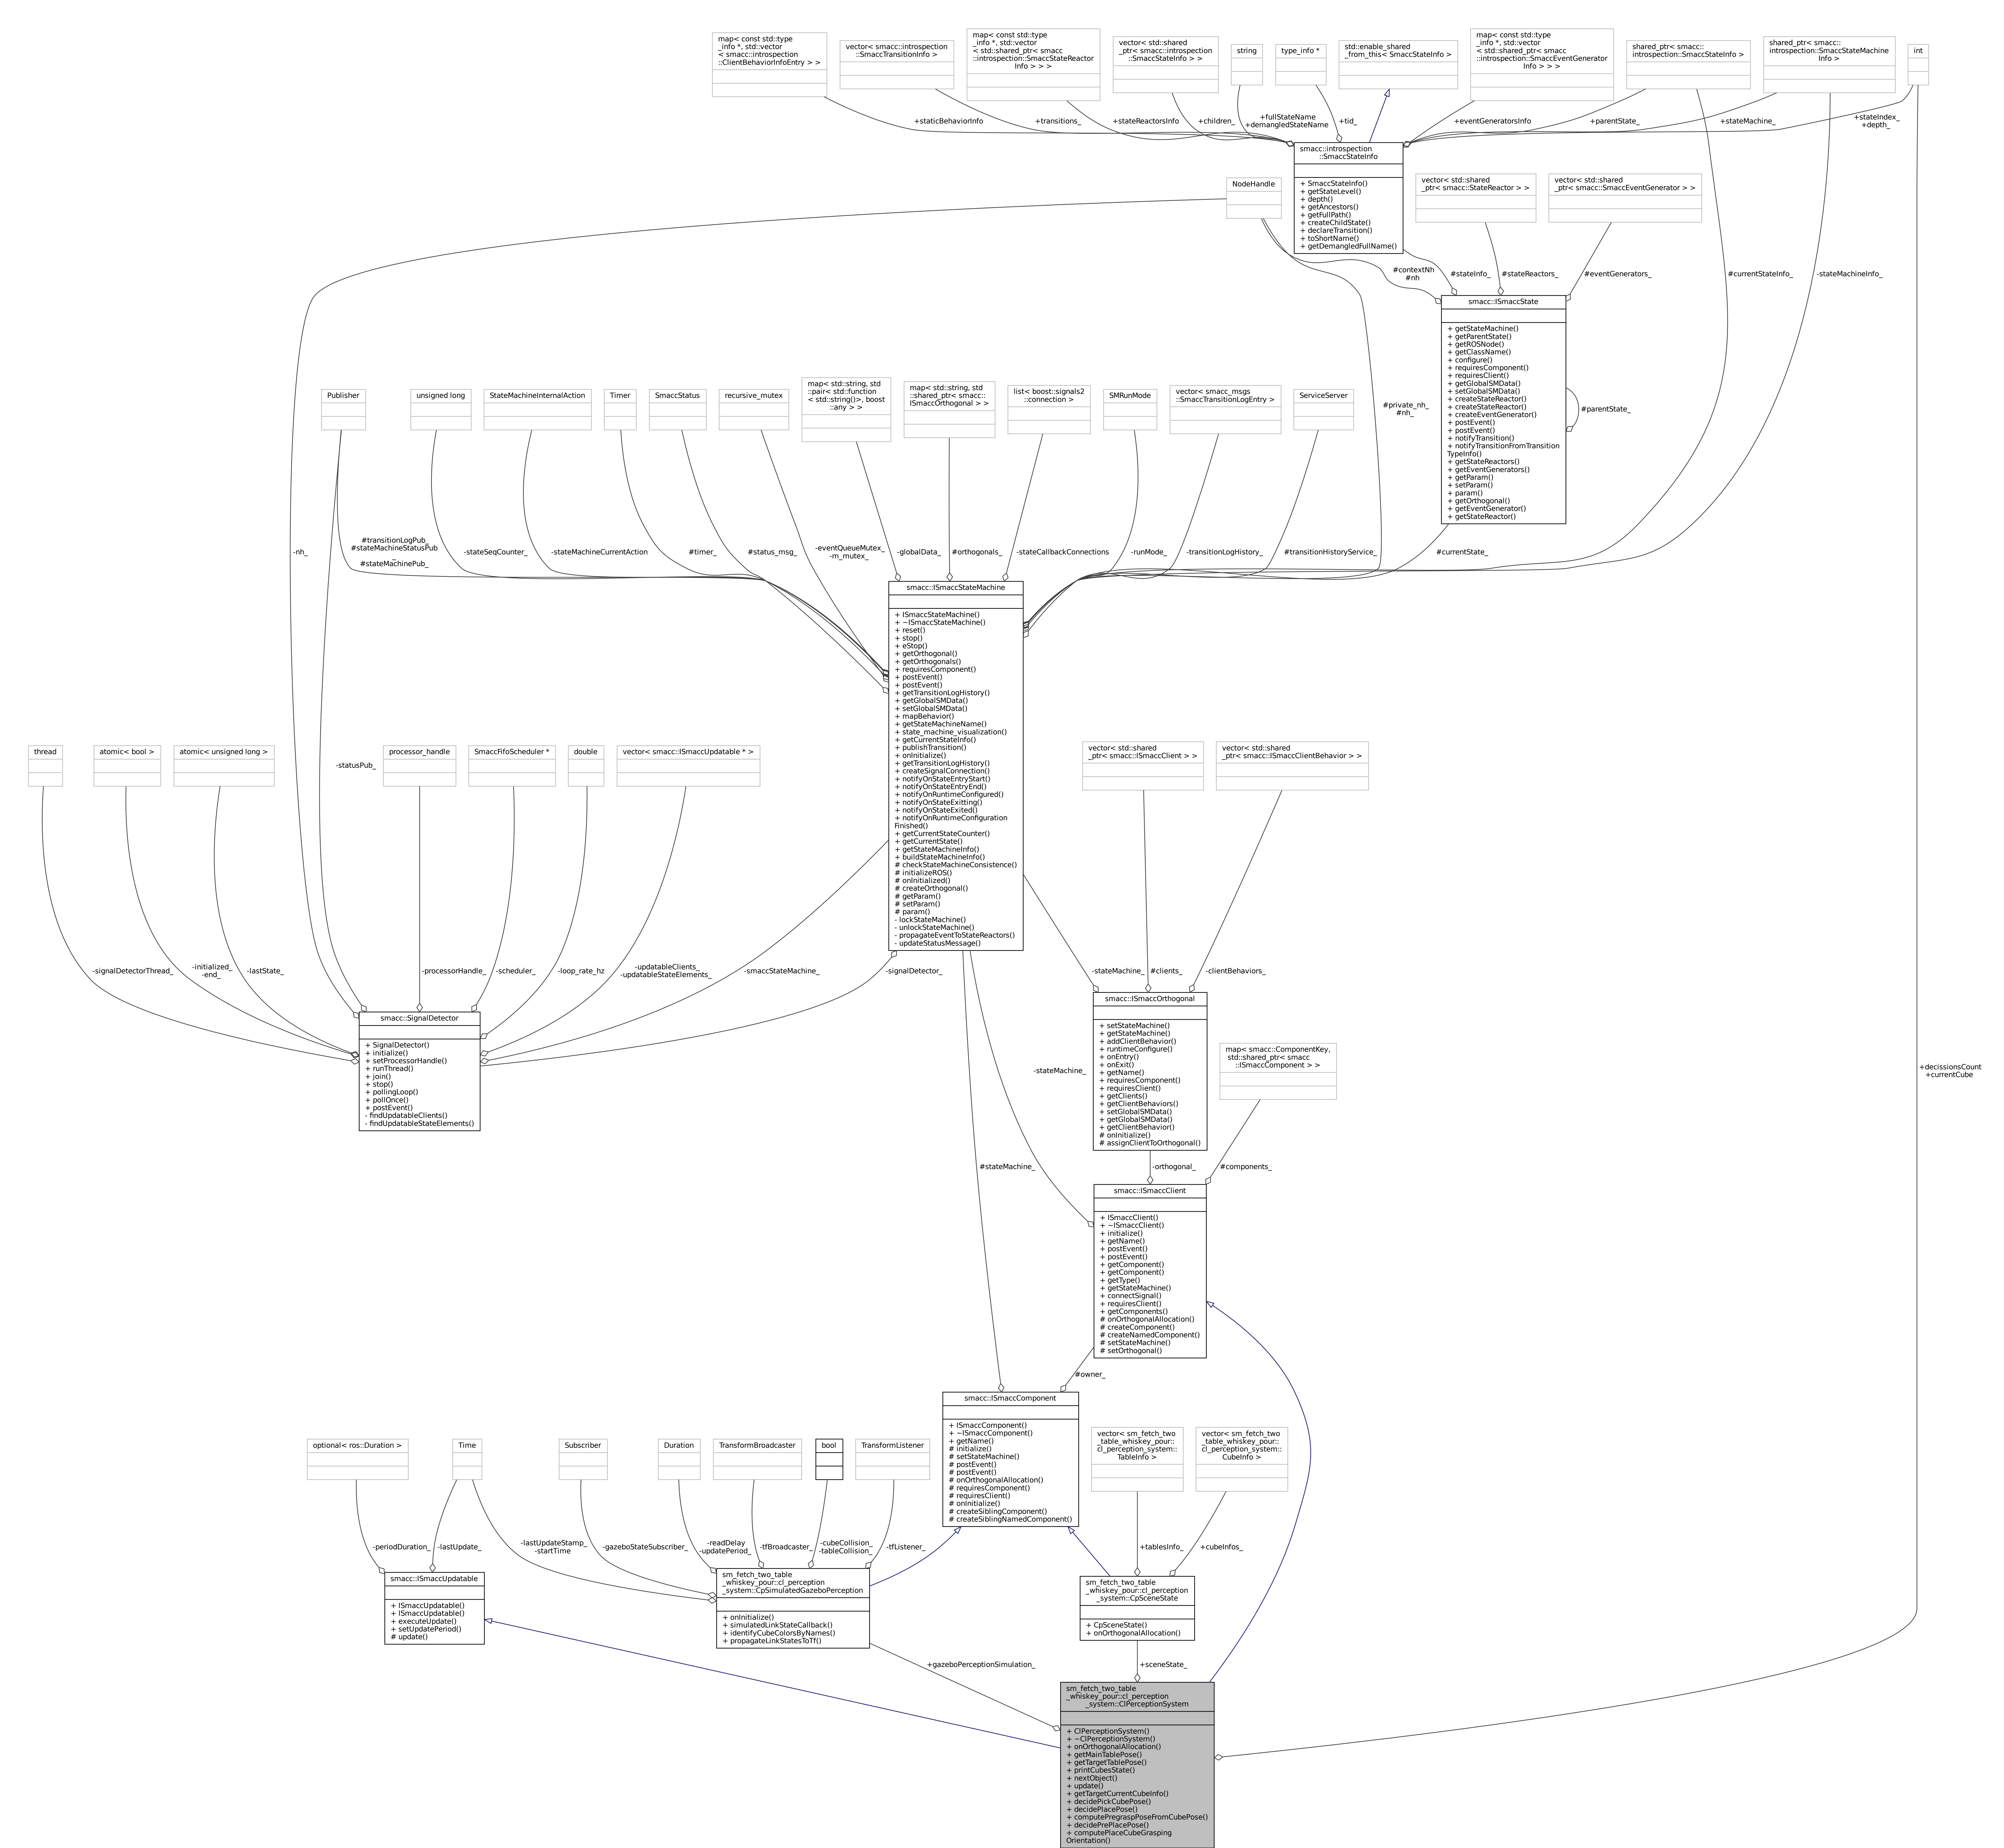 map< const std::type
_info *, std::vector
< smacc::introspection
::ClientBehaviorInfoEntry > >
vector< smacc::introspection
::SmaccTransitionInfo >
map< const std::type
_info *, std::vector
< std::shared_ptr< smacc
::introspection::SmaccStateReactor
Info > > >
vector< std::shared
_ptr< smacc::introspection
::SmaccStateInfo > >
string
type_info *
std::enable_shared
_from_this< SmaccStateInfo >
map< const std::type
_info *, std::vector
< std::shared_ptr< smacc
::introspection::SmaccEventGenerator
Info > > >
shared_ptr< smacc::
introspection::SmaccStateInfo >
shared_ptr< smacc::
introspection::SmaccStateMachine
Info >
int
+staticBehaviorInfo
+transitions_
+stateReactorsInfo
+children_
+fullStateName
+demangledStateName
+tid_
+eventGeneratorsInfo
+parentState_
+stateMachine_
+stateIndex_
+depth_
smacc::introspection
::SmaccStateInfo
+ SmaccStateInfo()
+ getStateLevel()
+ depth()
+ getAncestors()
+ getFullPath()
+ createChildState()
+ declareTransition()
+ toShortName()
+ getDemangledFullName()
NodeHandle
vector< std::shared
_ptr< smacc::StateReactor > >
vector< std::shared
_ptr< smacc::SmaccEventGenerator > >
#contextNh
#nh
#stateInfo_
#stateReactors_
#eventGenerators_
#currentStateInfo_
-stateMachineInfo_
smacc::ISmaccState
+ getStateMachine()
+ getParentState()
+ getROSNode()
+ getClassName()
+ configure()
+ requiresComponent()
+ requiresClient()
+ getGlobalSMData()
+ setGlobalSMData()
+ createStateReactor()
+ createStateReactor()
+ createEventGenerator()
+ postEvent()
+ postEvent()
+ notifyTransition()
+ notifyTransitionFromTransition
TypeInfo()
+ getStateReactors()
+ getEventGenerators()
+ getParam()
+ setParam()
+ param()
+ getOrthogonal()
+ getEventGenerator()
+ getStateReactor()
#parentState_
#private_nh_
#nh_
Publisher
unsigned long
StateMachineInternalAction
Timer
SmaccStatus
recursive_mutex
map< std::string, std
::pair< std::function
< std::string()>, boost
::any > >
map< std::string, std
::shared_ptr< smacc::
ISmaccOrthogonal > >
list< boost::signals2
::connection >
SMRunMode
vector< smacc_msgs
::SmaccTransitionLogEntry >
ServiceServer
-nh_
#transitionLogPub_
#stateMachineStatusPub
_
#stateMachinePub_
-stateSeqCounter_
-stateMachineCurrentAction
#timer_
#status_msg_
-eventQueueMutex_
-m_mutex_
-globalData_
#orthogonals_
-stateCallbackConnections
-runMode_
-transitionLogHistory_
#transitionHistoryService_
#currentState_
smacc::ISmaccStateMachine
+ ISmaccStateMachine()
+ ~ISmaccStateMachine()
+ reset()
+ stop()
+ eStop()
+ getOrthogonal()
+ getOrthogonals()
+ requiresComponent()
+ postEvent()
+ postEvent()
+ getTransitionLogHistory()
+ getGlobalSMData()
+ setGlobalSMData()
+ mapBehavior()
+ getStateMachineName()
+ state_machine_visualization()
+ getCurrentStateInfo()
+ publishTransition()
+ onInitialize()
+ getTransitionLogHistory()
+ createSignalConnection()
+ notifyOnStateEntryStart()
+ notifyOnStateEntryEnd()
+ notifyOnRuntimeConfigured()
+ notifyOnStateExitting()
+ notifyOnStateExited()
+ notifyOnRuntimeConfiguration
Finished()
+ getCurrentStateCounter()
+ getCurrentState()
+ getStateMachineInfo()
+ buildStateMachineInfo()
# checkStateMachineConsistence()
# initializeROS()
# onInitialized()
# createOrthogonal()
# getParam()
# setParam()
# param()
- lockStateMachine()
- unlockStateMachine()
- propagateEventToStateReactors()
- updateStatusMessage()
thread
atomic< bool >
atomic< unsigned long >
-statusPub_
processor_handle
SmaccFifoScheduler *
double
vector< smacc::ISmaccUpdatable * >
vector< std::shared
_ptr< smacc::ISmaccClient > >
vector< std::shared
_ptr< smacc::ISmaccClientBehavior > >
-signalDetectorThread_
-initialized_
-end_
-lastState_
-processorHandle_
-scheduler_
-loop_rate_hz
-updatableClients_
-updatableStateElements_
-smaccStateMachine_
-signalDetector_
-stateMachine_
#clients_
-clientBehaviors_
smacc::SignalDetector
+ SignalDetector()
+ initialize()
+ setProcessorHandle()
+ runThread()
+ join()
+ stop()
+ pollingLoop()
+ pollOnce()
+ postEvent()
- findUpdatableClients()
- findUpdatableStateElements()
smacc::ISmaccOrthogonal
+ setStateMachine()
+ getStateMachine()
+ addClientBehavior()
+ runtimeConfigure()
+ onEntry()
+ onExit()
+ getName()
+ requiresComponent()
+ requiresClient()
+ getClients()
+ getClientBehaviors()
+ setGlobalSMData()
+ getGlobalSMData()
+ getClientBehavior()
# onInitialize()
# assignClientToOrthogonal()
map< smacc::ComponentKey,
std::shared_ptr< smacc
::ISmaccComponent > >
-stateMachine_
+decissionsCount
+currentCube
#stateMachine_
-orthogonal_
#components_
smacc::ISmaccClient
+ ISmaccClient()
+ ~ISmaccClient()
+ initialize()
+ getName()
+ postEvent()
+ postEvent()
+ getComponent()
+ getComponent()
+ getType()
+ getStateMachine()
+ connectSignal()
+ requiresClient()
+ getComponents()
# onOrthogonalAllocation()
# createComponent()
# createNamedComponent()
# setStateMachine()
# setOrthogonal()
#owner_
smacc::ISmaccComponent
+ ISmaccComponent()
+ ~ISmaccComponent()
+ getName()
# initialize()
# setStateMachine()
# postEvent()
# postEvent()
# onOrthogonalAllocation()
# requiresComponent()
# requiresClient()
# onInitialize()
# createSiblingComponent()
# createSiblingNamedComponent()
optional< ros::Duration >
Time
Subscriber
Duration
TransformBroadcaster
bool
TransformListener
vector< sm_fetch_two
_table_whiskey_pour::
cl_perception_system::
TableInfo >
vector< sm_fetch_two
_table_whiskey_pour::
cl_perception_system::
CubeInfo >
-periodDuration_
-lastUpdate_
-lastUpdateStamp_
-startTime
-gazeboStateSubscriber_
-readDelay
-updatePeriod_
-tfBroadcaster_
-cubeCollision_
-tableCollision_
-tfListener_
+tablesInfo_
+cubeInfos_
smacc::ISmaccUpdatable
+ ISmaccUpdatable()
+ ISmaccUpdatable()
+ executeUpdate()
+ setUpdatePeriod()
# update()
sm_fetch_two_table
_whiskey_pour::cl_perception
_system::CpSimulatedGazeboPerception
+ onInitialize()
+ simulatedLinkStateCallback()
+ identifyCubeColorsByNames()
+ propagateLinkStatesToTf()
sm_fetch_two_table
_whiskey_pour::cl_perception
_system::CpSceneState
+ CpSceneState()
+ onOrthogonalAllocation()
+gazeboPerceptionSimulation_
+sceneState_
sm_fetch_two_table
_whiskey_pour::cl_perception
_system::ClPerceptionSystem
+ ClPerceptionSystem()
+ ~ClPerceptionSystem()
+ onOrthogonalAllocation()
+ getMainTablePose()
+ getTargetTablePose()
+ printCubesState()
+ nextObject()
+ update()
+ getTargetCurrentCubeInfo()
+ decidePickCubePose()
+ decidePlacePose()
+ computePregraspPoseFromCubePose()
+ decidePrePlacePose()
+ computePlaceCubeGrasping
Orientation()